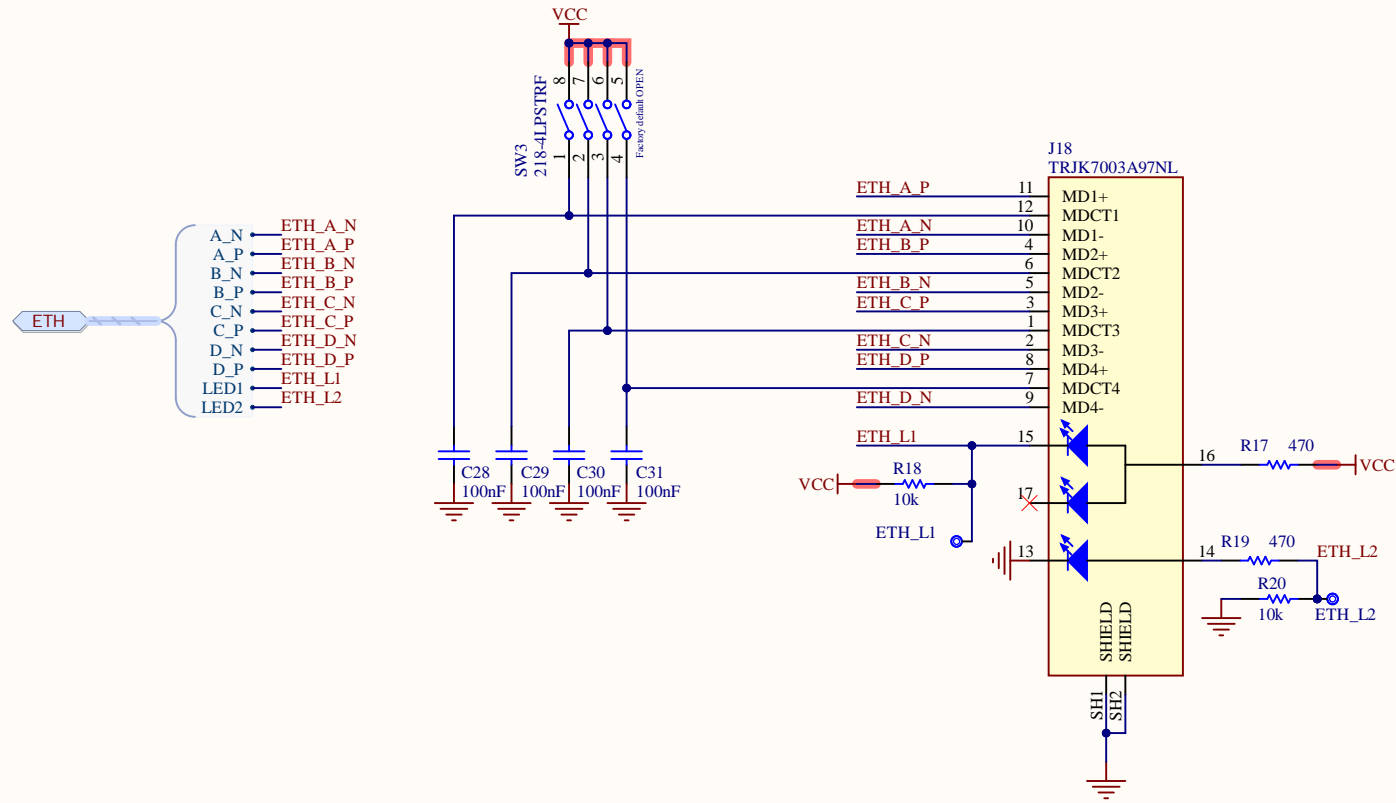 VCC
8
7
6
5
SW3
218-4LPSTRF
Factory default OPEN
1
2
3
4
ETH
A_N ETH_A_N
A_P ETH_A_P
B_N ETH_B_N
B_P ETH_B_P
C_N ETH_C_N
C_P ETH_C_P
D_N ETH_D_N
D_P ETH_D_P
LED1 ETH_L1
LED2 ETH_L2
C28
100nF
C29
100nF
C30
100nF
C31
100nF
J18
TRJK7003A97NL
ETH_A_P 11 MD1+
12 MDCT1
ETH_A_N 10 MD1-
ETH_B_P 4 MD2+
6 MDCT2
ETH_B_N 5 MD2-
ETH_C_P 3 MD3+
1 MDCT3
ETH_C_N 2 MD3-
ETH_D_P 8 MD4+
7 MDCT4
ETH_D_N 9 MD4-
ETH_L1 15
16 R17 470 VCC
VCC R18
10k
17
ETH_L1
13
14 R19 470 ETH_L2
R20
10k
ETH_L2
SHIELD
SHIELD
SH1
SH2